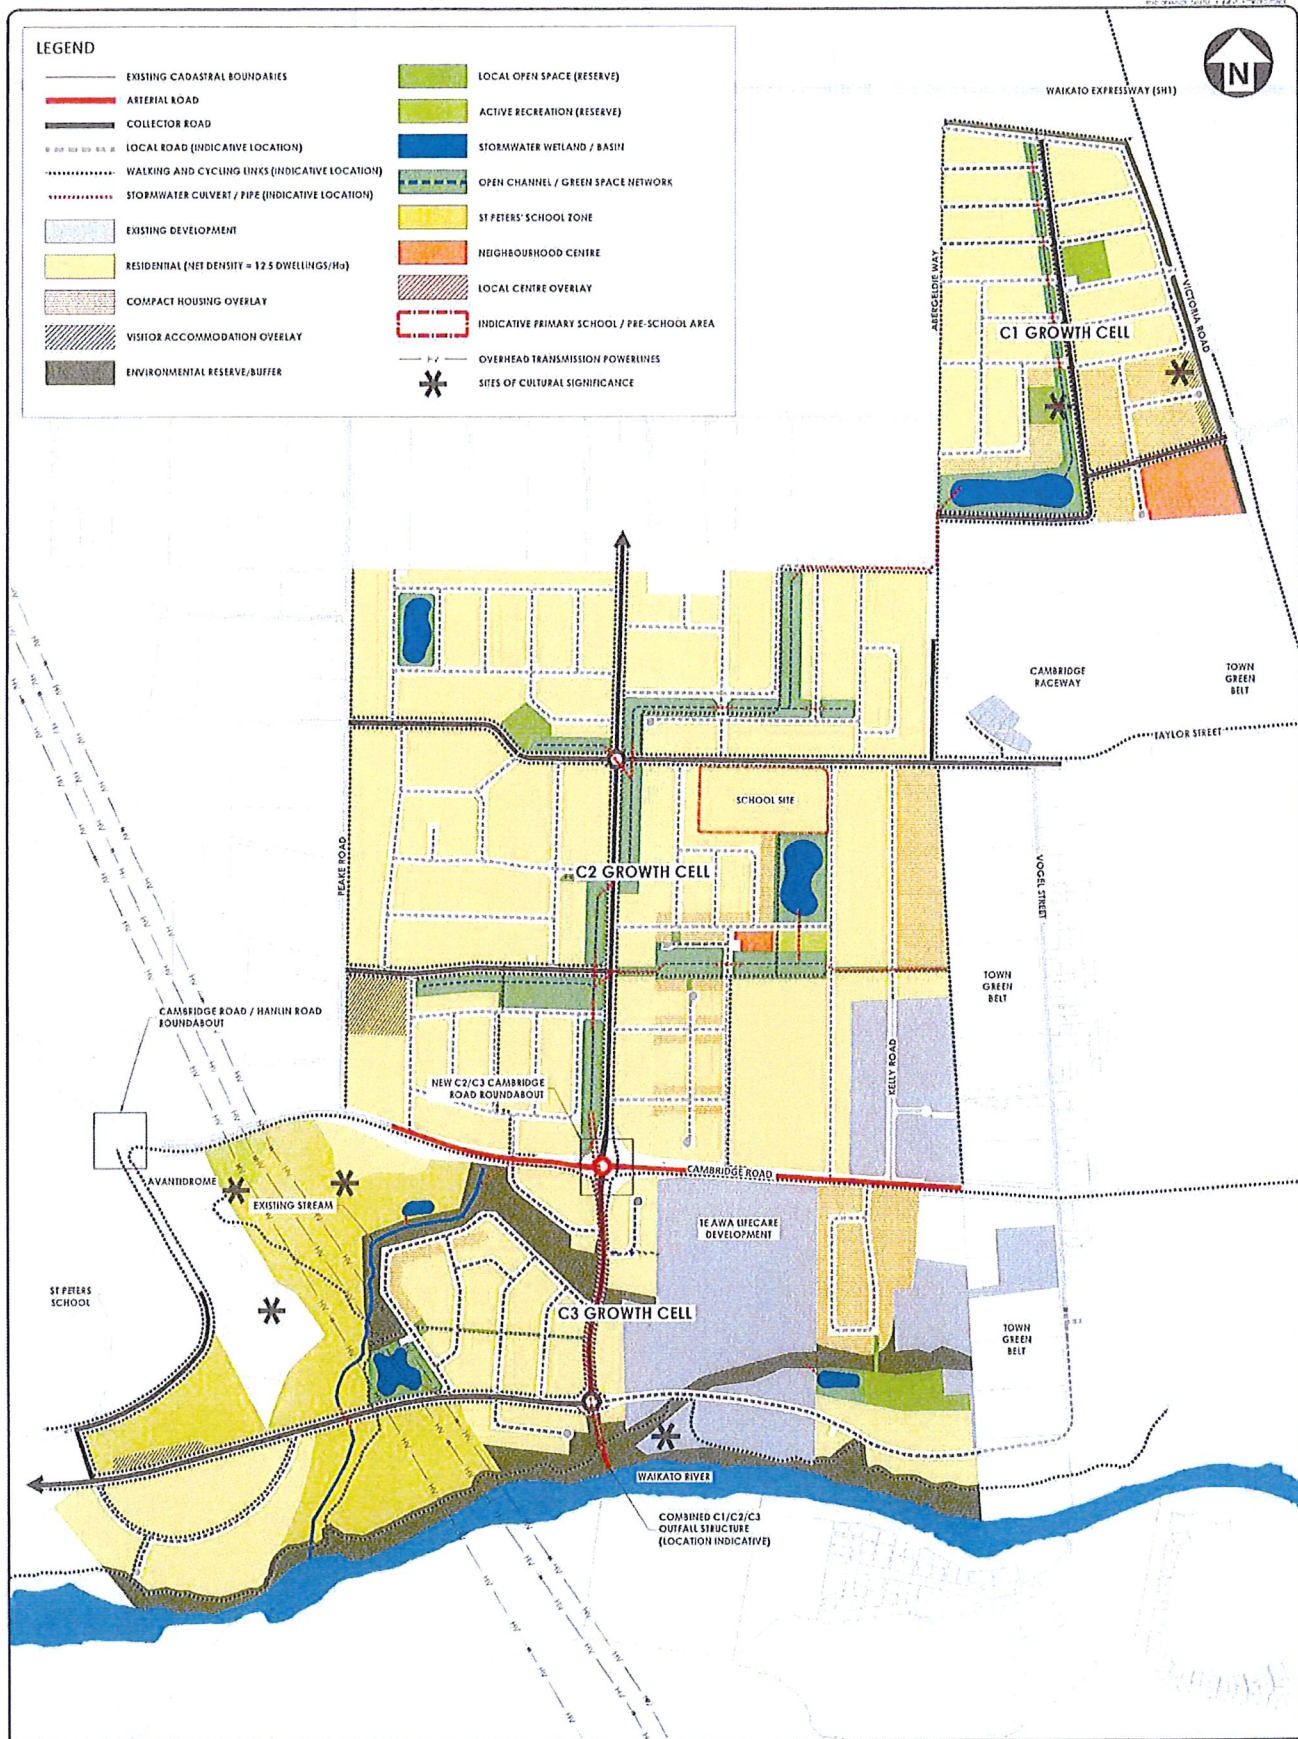 LEGEND
EXISTING CADASTRAL BOUNDARIES
ARTERIAL ROAD
COLLECTOR ROAD
LOCAL ROAD (INDICATIVE LOCATION)
WALKING AND CYCLING LINKS (INDICATIVE LOCATION)
STORMWATER CULVERT / PIPE (INDICATIVE LOCATION)
EXISTING DEVELOPMENT
RESIDENTIAL (NET DENSITY = 12.5 DWELLINGS/Ha)
COMPACT HOUSING OVERLAY
VISITOR ACCOMMODATION OVERLAY
ENVIRONMENTAL RESERVE/BUFFER
LOCAL OPEN SPACE (RESERVE)
ACTIVE RECREATION (RESERVE)
STORMWATER WETLAND / BASIN
OPEN CHANNEL / GREEN SPACE NETWORK
ST PETERS' SCHOOL ZONE
NEIGHBOURHOOD CENTRE
LOCAL CENTRE OVERLAY
INDICATIVE PRIMARY SCHOOL / PRE-SCHOOL AREA
HV
OVERHEAD TRANSMISSION POWERLINES
SITES OF CULTURAL SIGNIFICANCE
N
WAIKATO EXPRESSWAY (SH1)
ABERGELDIE WAY
VICTORIA ROAD
C1 GROWTH CELL
CAMBRIDGE
RACEWAY
TOWN
GREEN
BELT
TAYLOR STREET
SCHOOL SITE
PEAKE ROAD
C2 GROWTH CELL
VOGEL STREET
TOWN
GREEN
BELT
CAMBRIDGE ROAD / HANLIN ROAD
ROUNDABOUT
KELLY ROAD
NEW C2/C3 CAMBRIDGE
ROAD ROUNDABOUT
CAMBRIDGE ROAD
AVANTIDROME
EXISTING STREAM
TE AWA LIFECARE
DEVELOPMENT
ST PETERS
SCHOOL
C3 GROWTH CELL
TOWN
GREEN
BELT
WAIKATO RIVER
COMBINED C1/C2/C3
OUTFALL STRUCTURE
(LOCATION INDICATIVE)